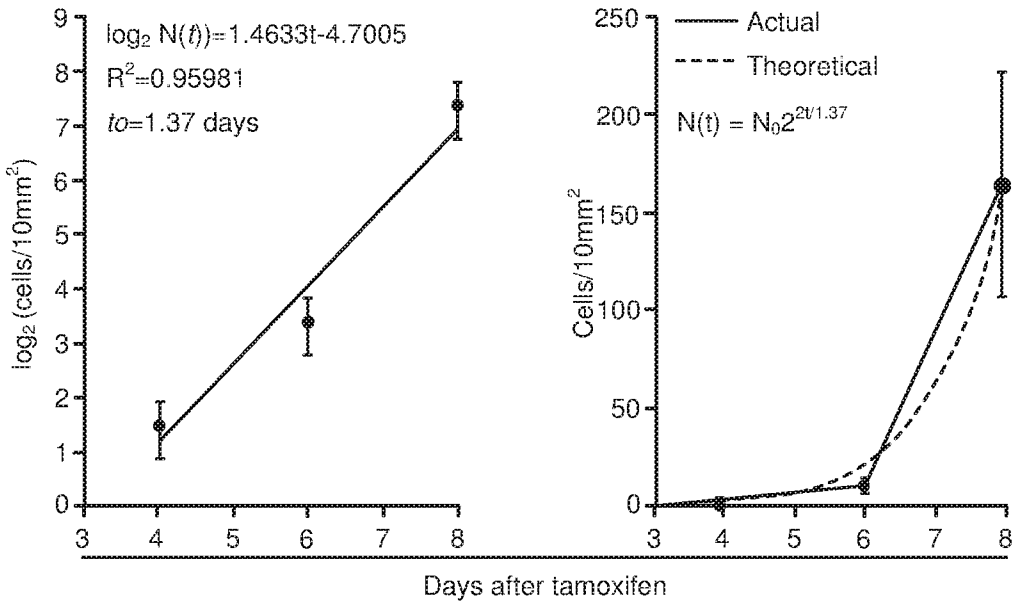 log₂ N(t))=1.4633t-4.7005
R²=0.95981
to=1.37 days
log₂ (cells/10mm²)
9
8
7
6
5
4
3
2
1
0
3 4 5 6 7 8
Actual
Theoretical
N(t) = N₀2^{2t/1.37}
Cells/10mm²
250
200
150
100
50
0
3 4 5 6 7 8
Days after tamoxifen